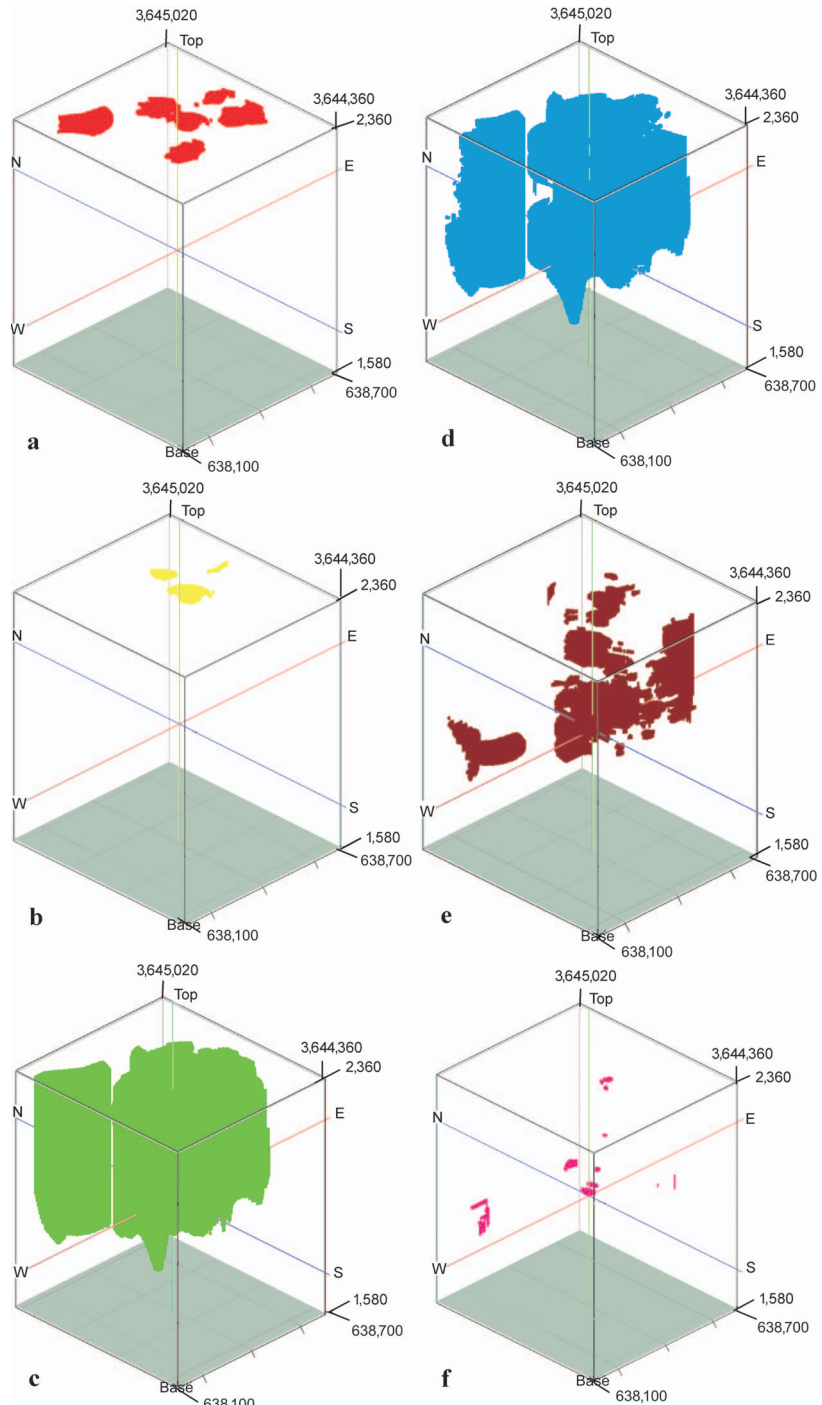 3,645,020
Top
3,644,360
2,360
N
E
W
S
1,580
638,700
Base
638,100
a
3,645,020
Top
3,644,360
2,360
N
E
W
S
1,580
638,700
Base
638,100
d
3,645,020
Top
3,644,360
2,360
N
E
W
S
1,580
638,700
Base
638,100
b
3,645,020
Top
3,644,360
2,360
N
E
W
S
1,580
638,700
Base
638,100
e
3,645,020
Top
3,644,360
2,360
N
E
W
S
1,580
638,700
Base
638,100
c
3,645,020
Top
3,644,360
2,360
N
E
W
S
1,580
638,700
Base
638,100
f